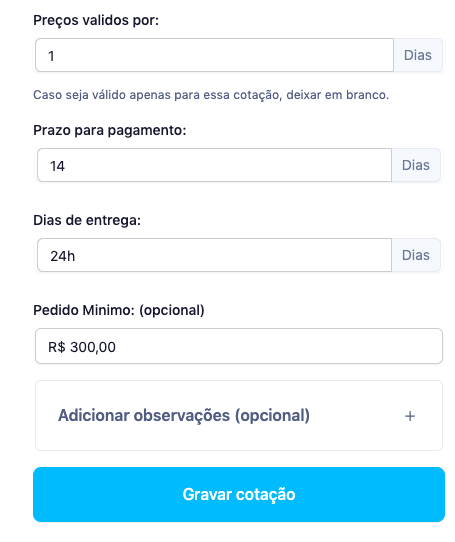 Preços validos por:
1 Dias
Caso seja válido apenas para essa cotação, deixar em branco.
Prazo para pagamento:
14 Dias
Dias de entrega:
24h Dias
Pedido Minimo: (opcional)
R$ 300,00
Adicionar observações (opcional) +
Gravar cotação